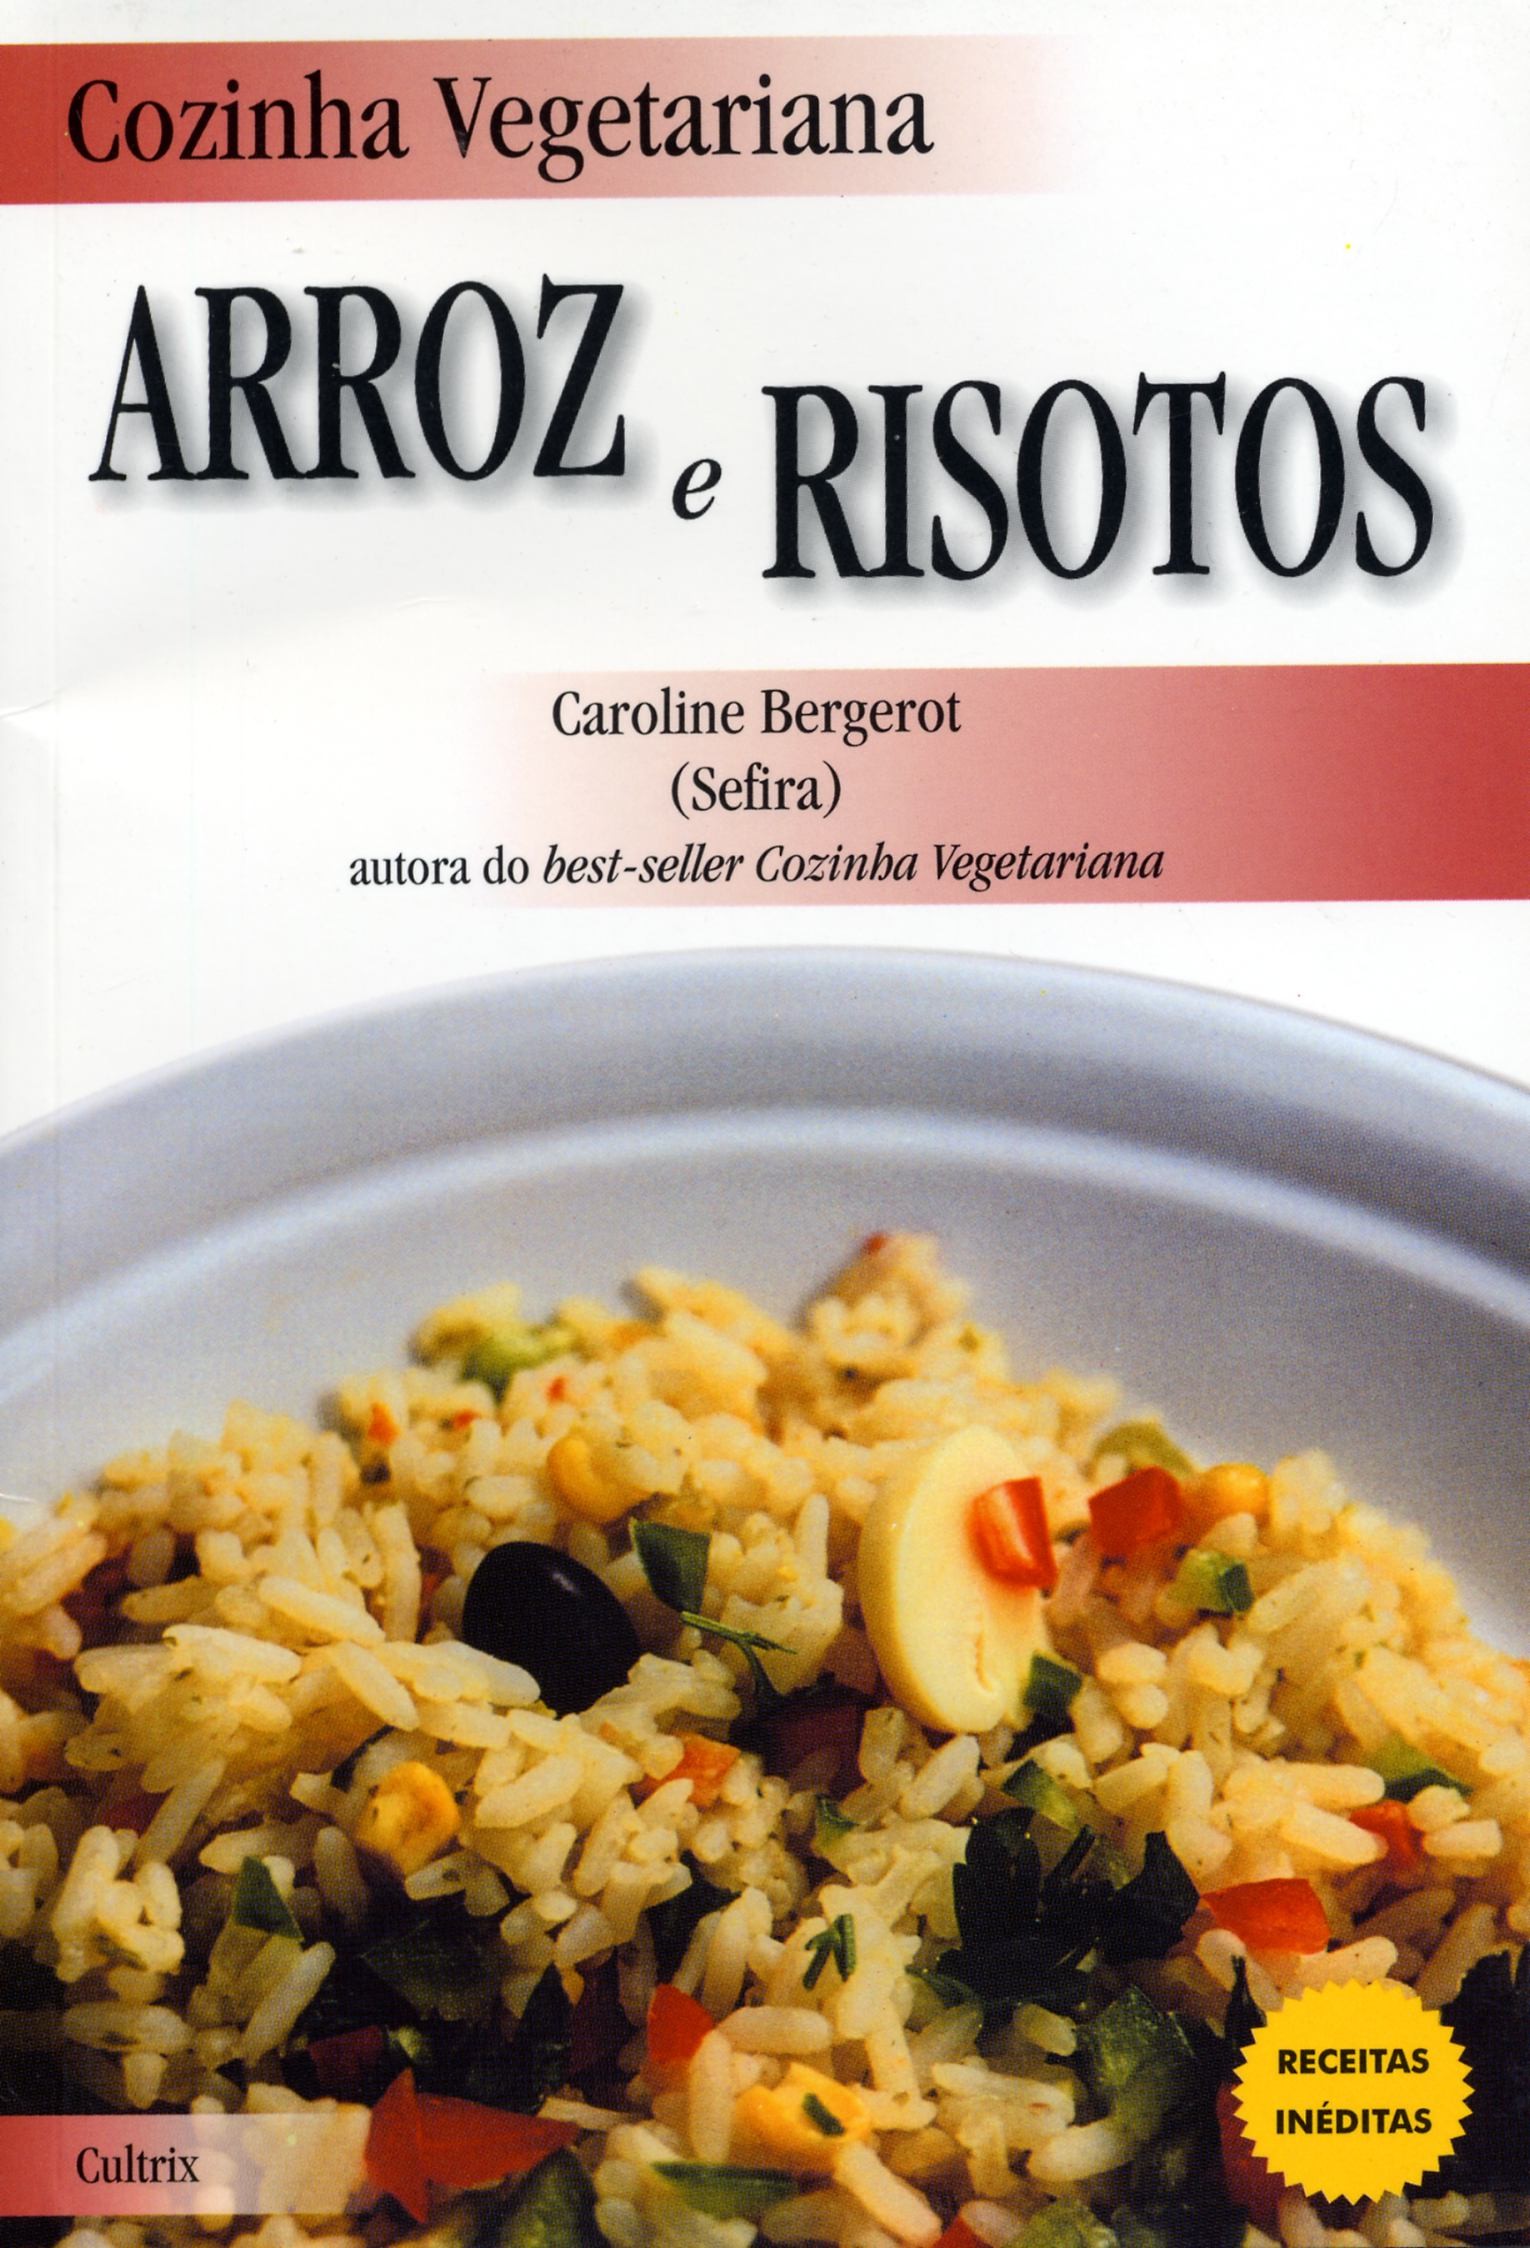 Cozinha Vegetariana
ARROZ e RISOTOS
Caroline Bergerot
(Sefira)
autora do best-seller Cozinha Vegetariana
RECEITAS
INÉDITAS
Cultrix